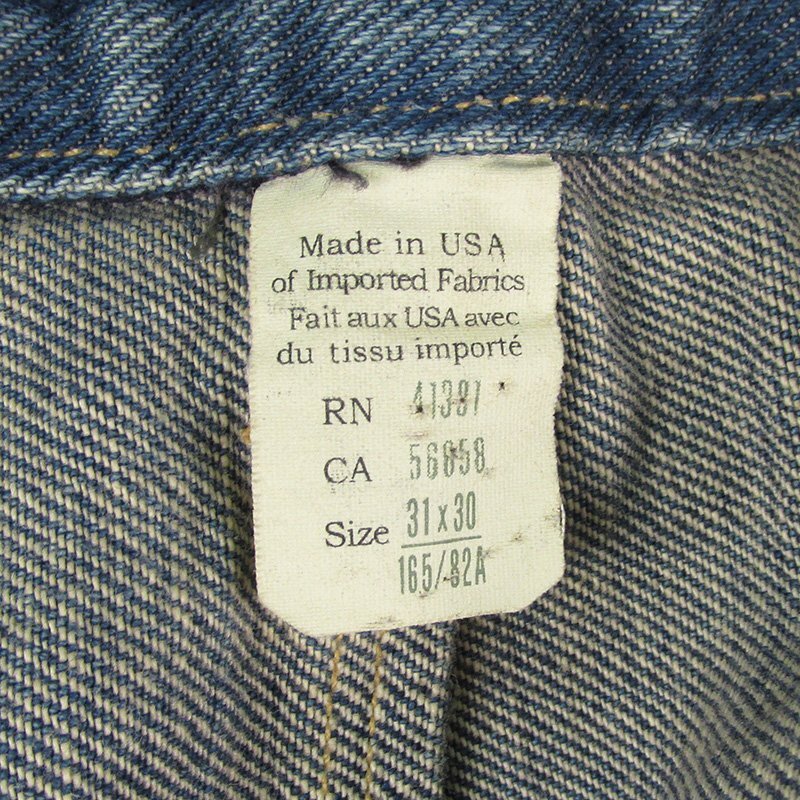 Made in USA
of Imported Fabrics
Fait aux USA avec
du tissu importé
RN 41381
CA 56858
Size 31 x 30
165/82A